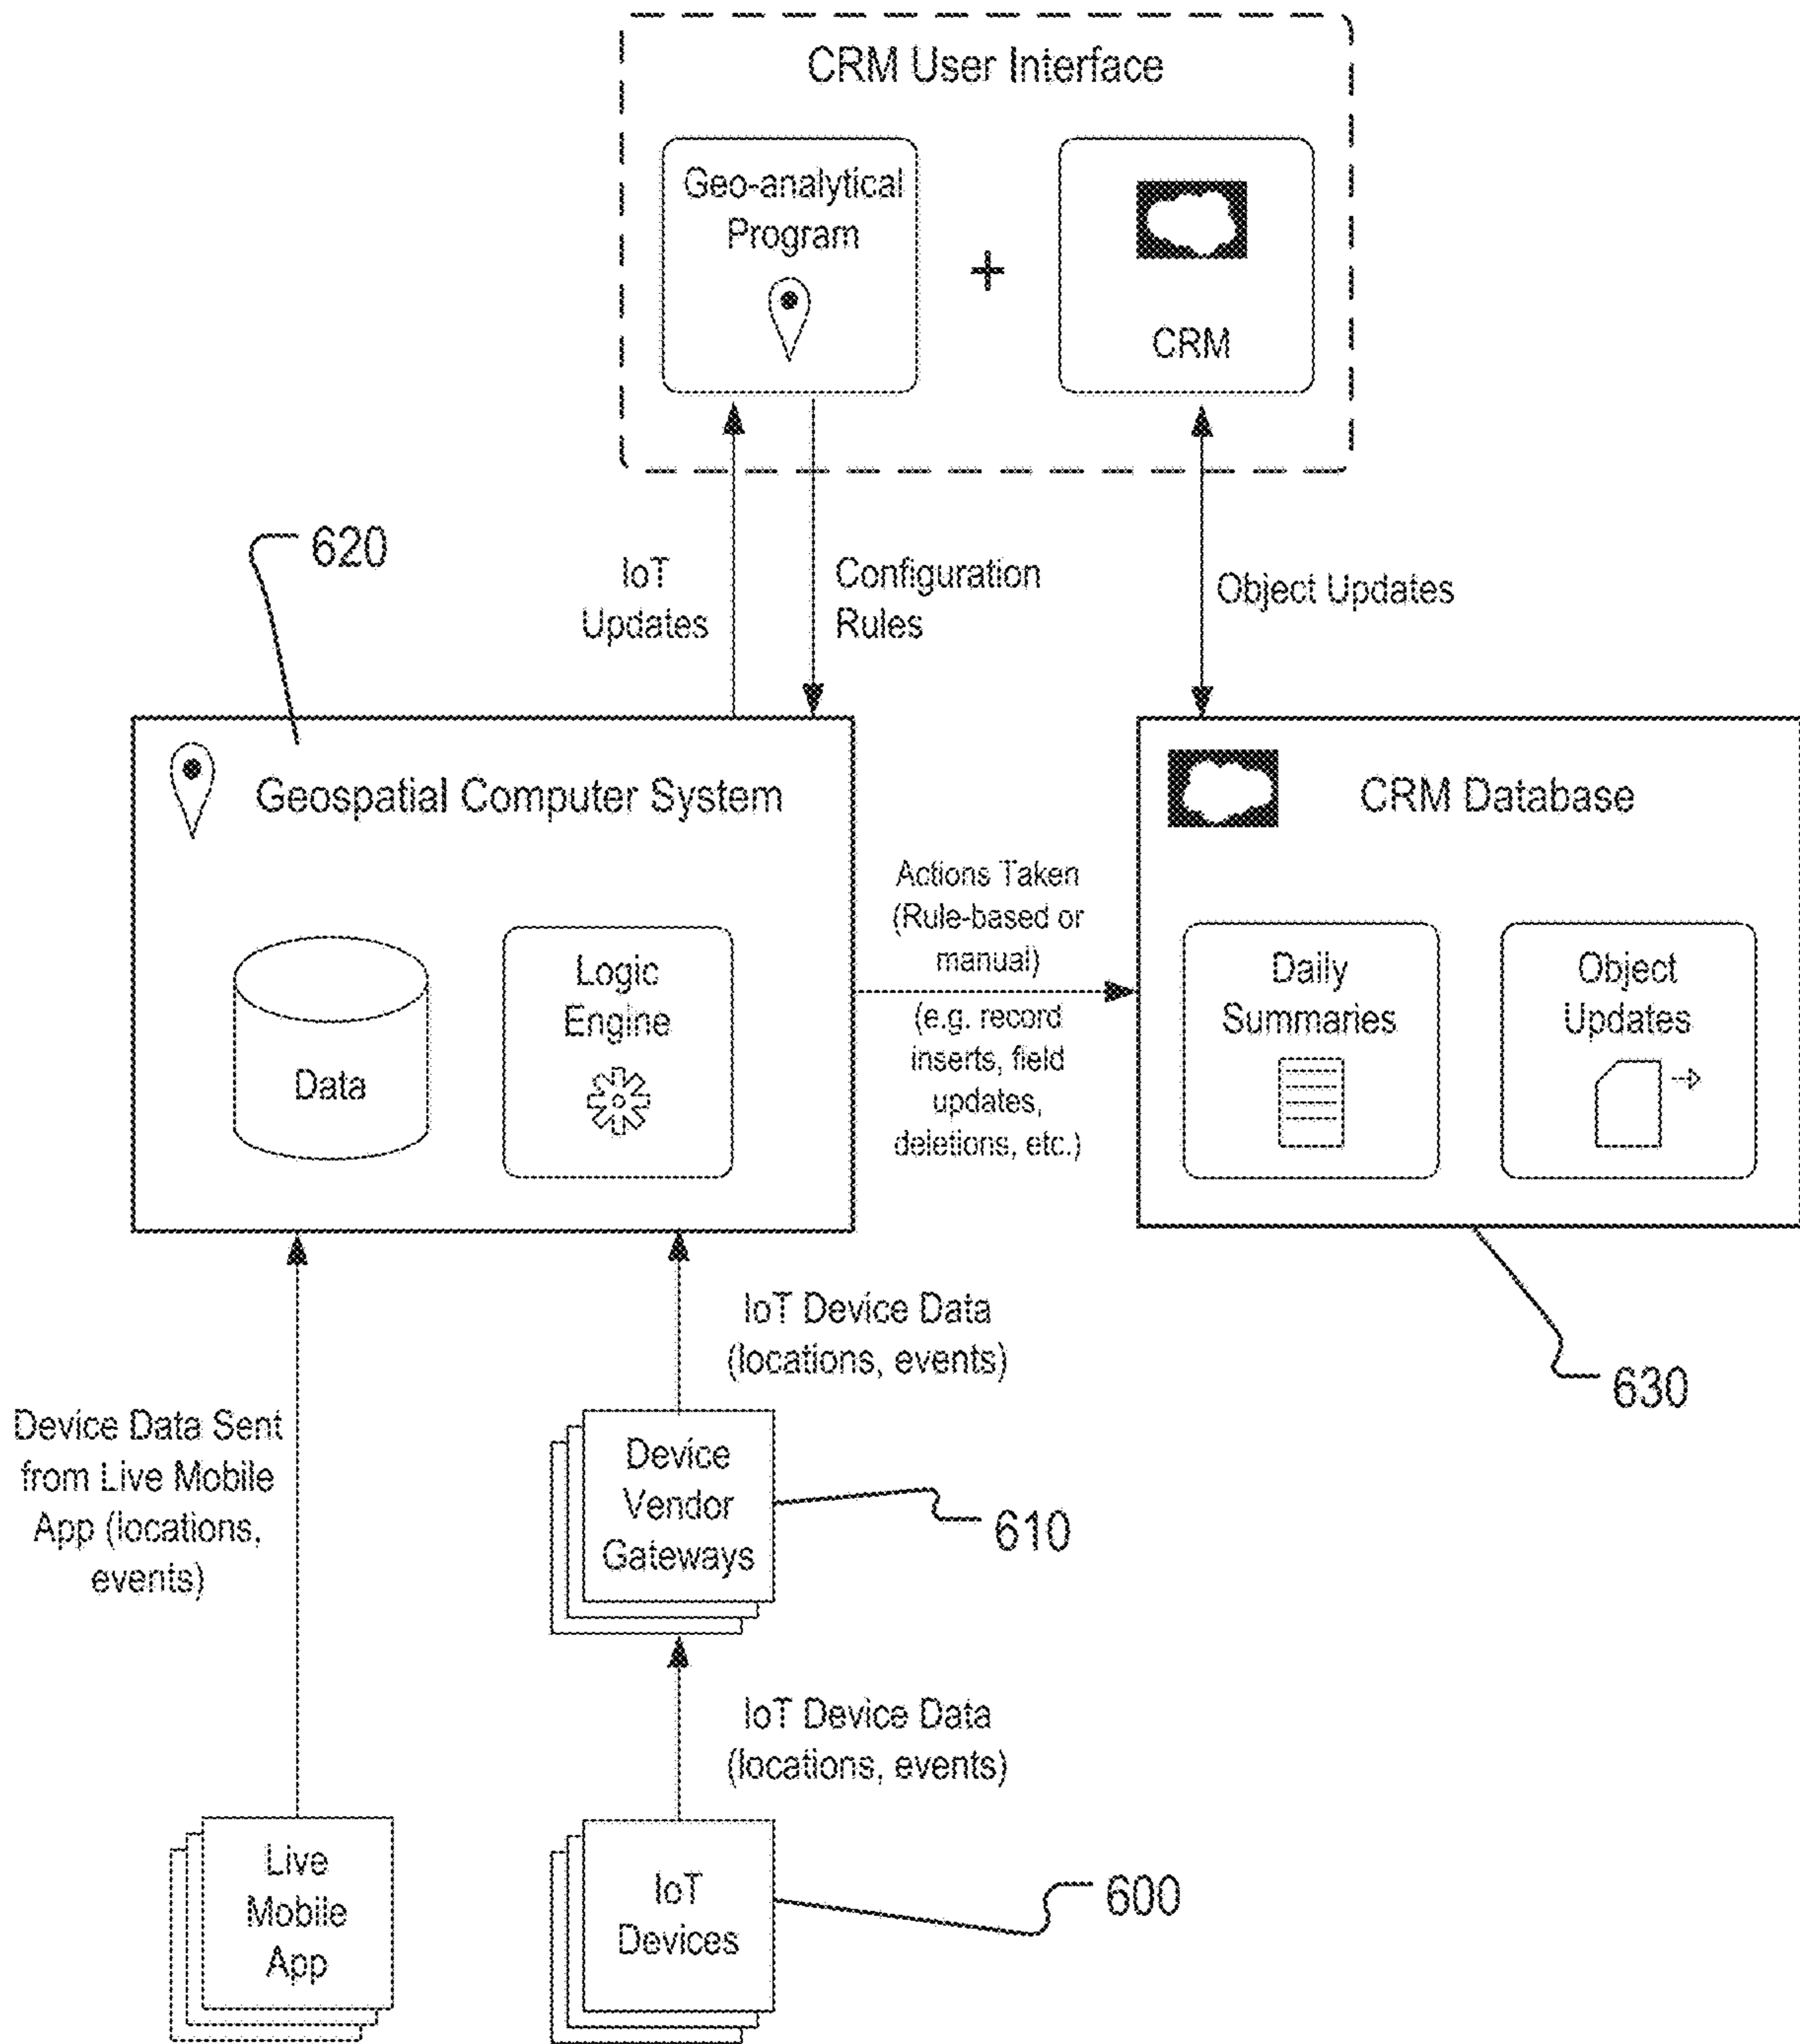 CRM User Interface
Geo-analytical
Program
+
CRM
620
IoT
Updates
Configuration
Rules
Object Updates
Geospatial Computer System
CRM Database
Data
Logic
Engine
Actions Taken
(Rule-based or
manual)
(e.g. record
inserts, field
updates,
deletions, etc.)
Daily
Summaries
Object
Updates
630
IoT Device Data
(locations, events)
Device Data Sent
from Live Mobile
App (locations,
events)
Device
Vendor
Gateways
610
IoT Device Data
(locations, events)
Live
Mobile
App
IoT
Devices
600